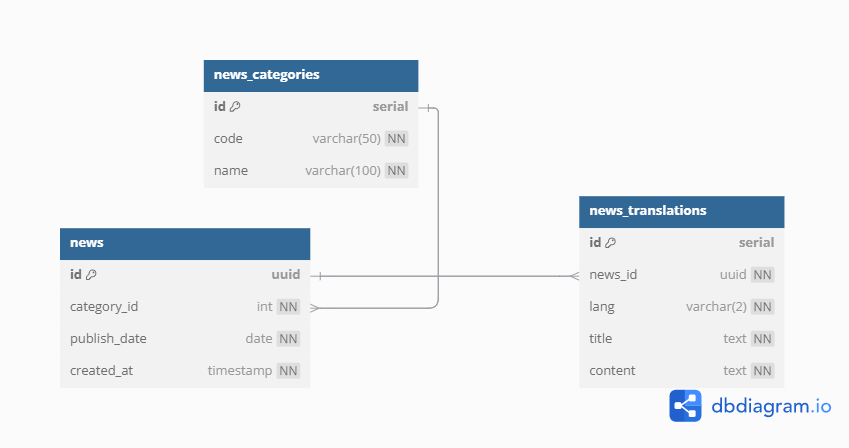 news_categories
id serial
code varchar(50) NN
name varchar(100) NN
news
id uuid
category_id int NN
publish_date date NN
created_at timestamp NN
news_translations
id serial
news_id uuid NN
lang varchar(2) NN
title text NN
content text NN
dbdiagram.io